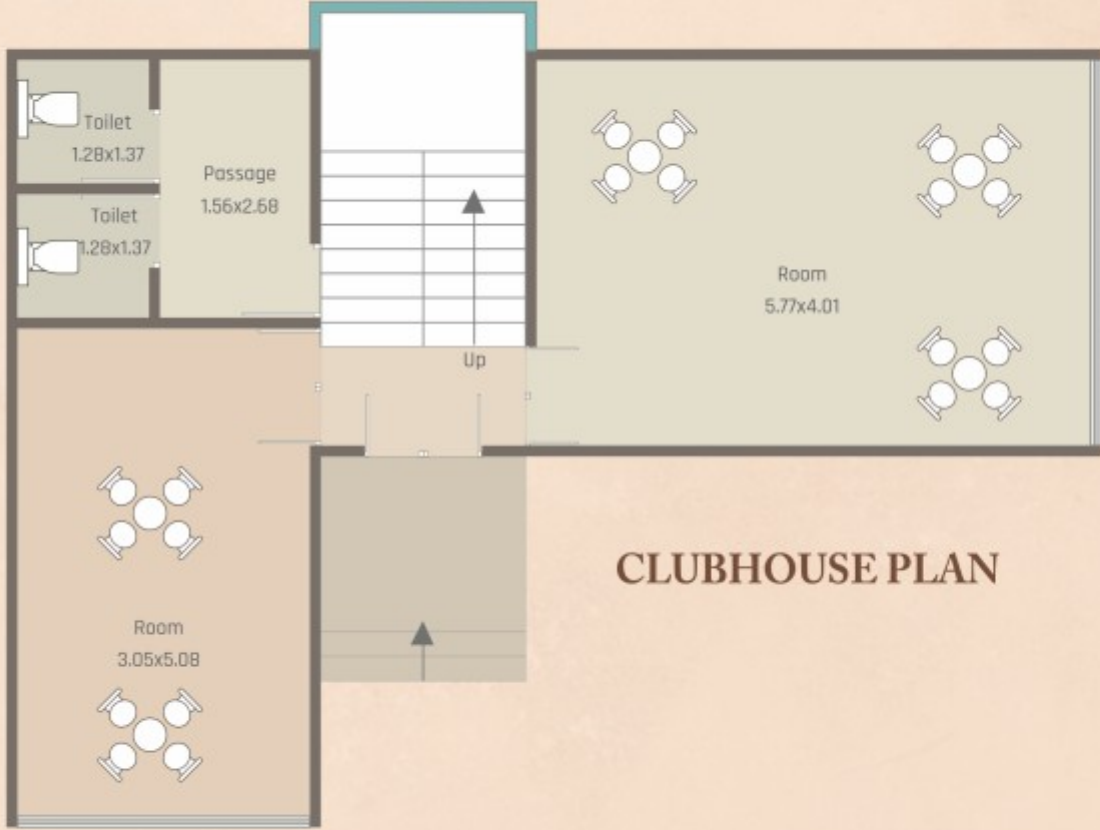 Toilet
1.28x1.37
Passage
1.56x2.68
Toilet
1.28x1.37
Room
5.77x4.01
Up
CLUBHOUSE PLAN
Room
3.05x5.08